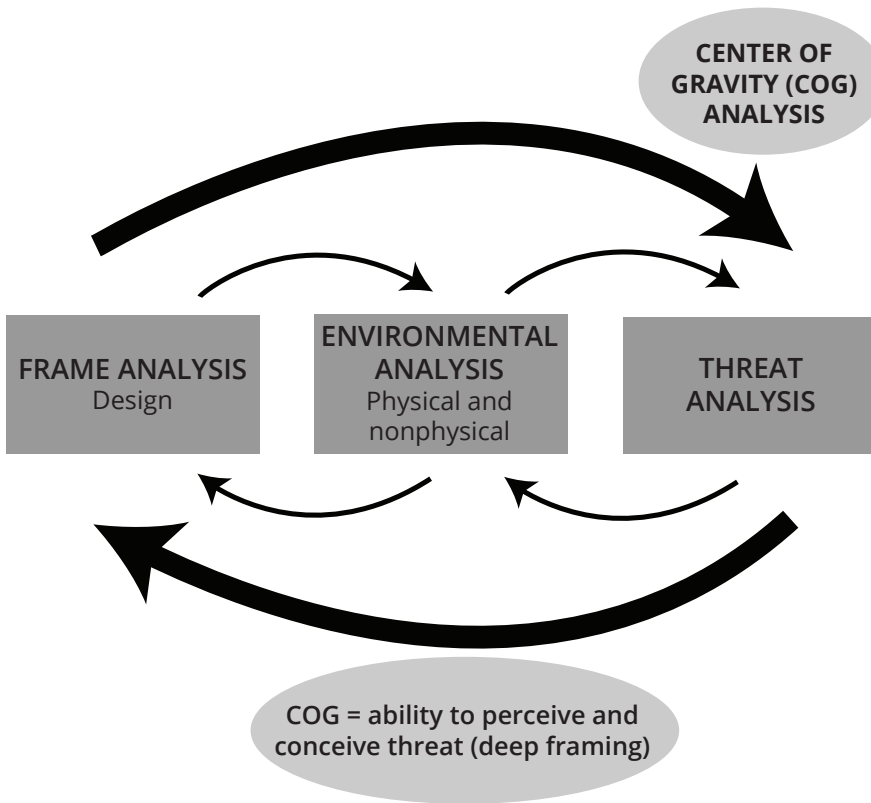 CENTER OF
GRAVITY (COG)
ANALYSIS
FRAME ANALYSIS
Design
ENVIRONMENTAL
ANALYSIS
Physical and
nonphysical
THREAT
ANALYSIS
COG = ability to perceive and
conceive threat (deep framing)